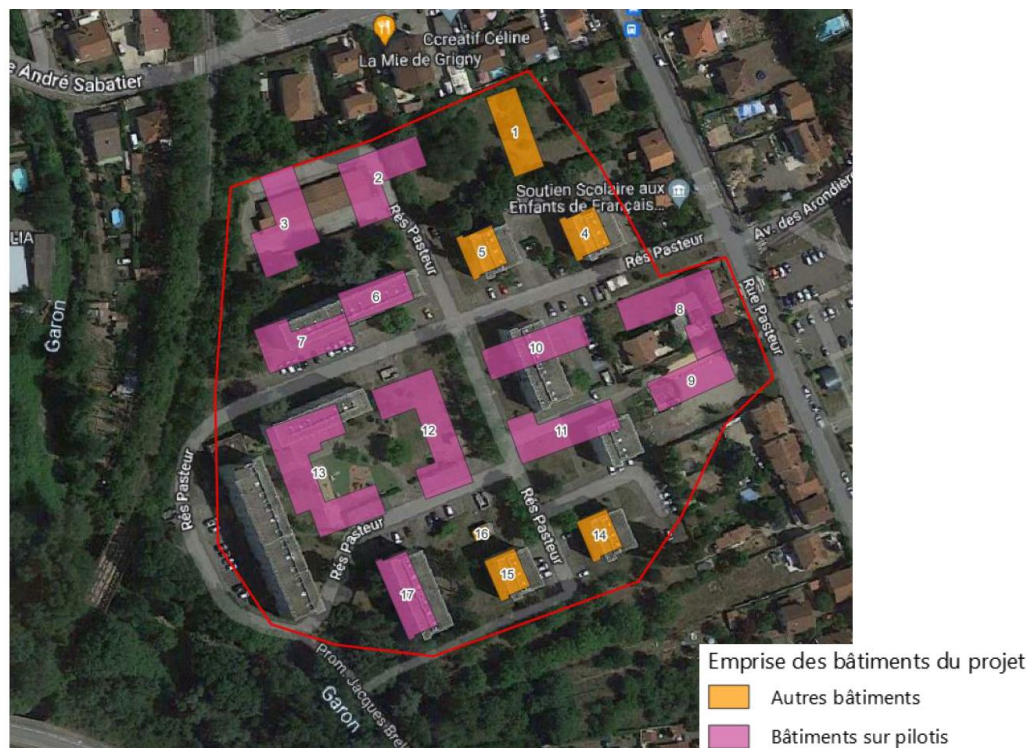 Ccreatif Céline
La Mie de Grigny
e André Sabatier
1
2
Soutien Scolaire aux
Enfants de Français...
3
4
5
Rés Pasteur
Rés Pasteur
Av. des Arondière
LIA
Garon
6
7
8
Rue Pasteur
10
9
12
11
13
Rés Pasteur
Rés Pasteur
Rés Pasteur
16
14
15
17
Prom. Jacques Brel
Garon
Emprise des bâtiments du projet
Autres bâtiments
Bâtiments sur pilotis